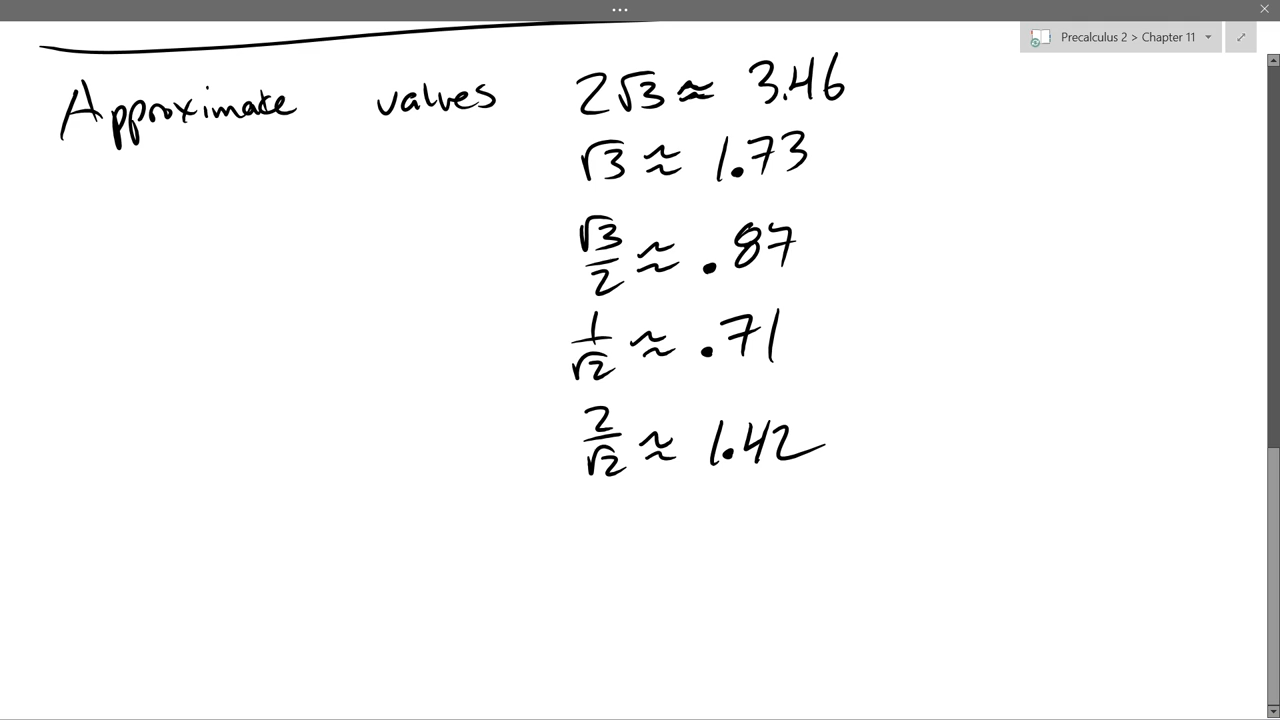 Precalculus 2 > Chapter 11
Approximate values 2√3 ≈ 3.46
√3 ≈ 1.73
√3/2 ≈ .87
1/√2 ≈ .71
2/√2 ≈ 1.42